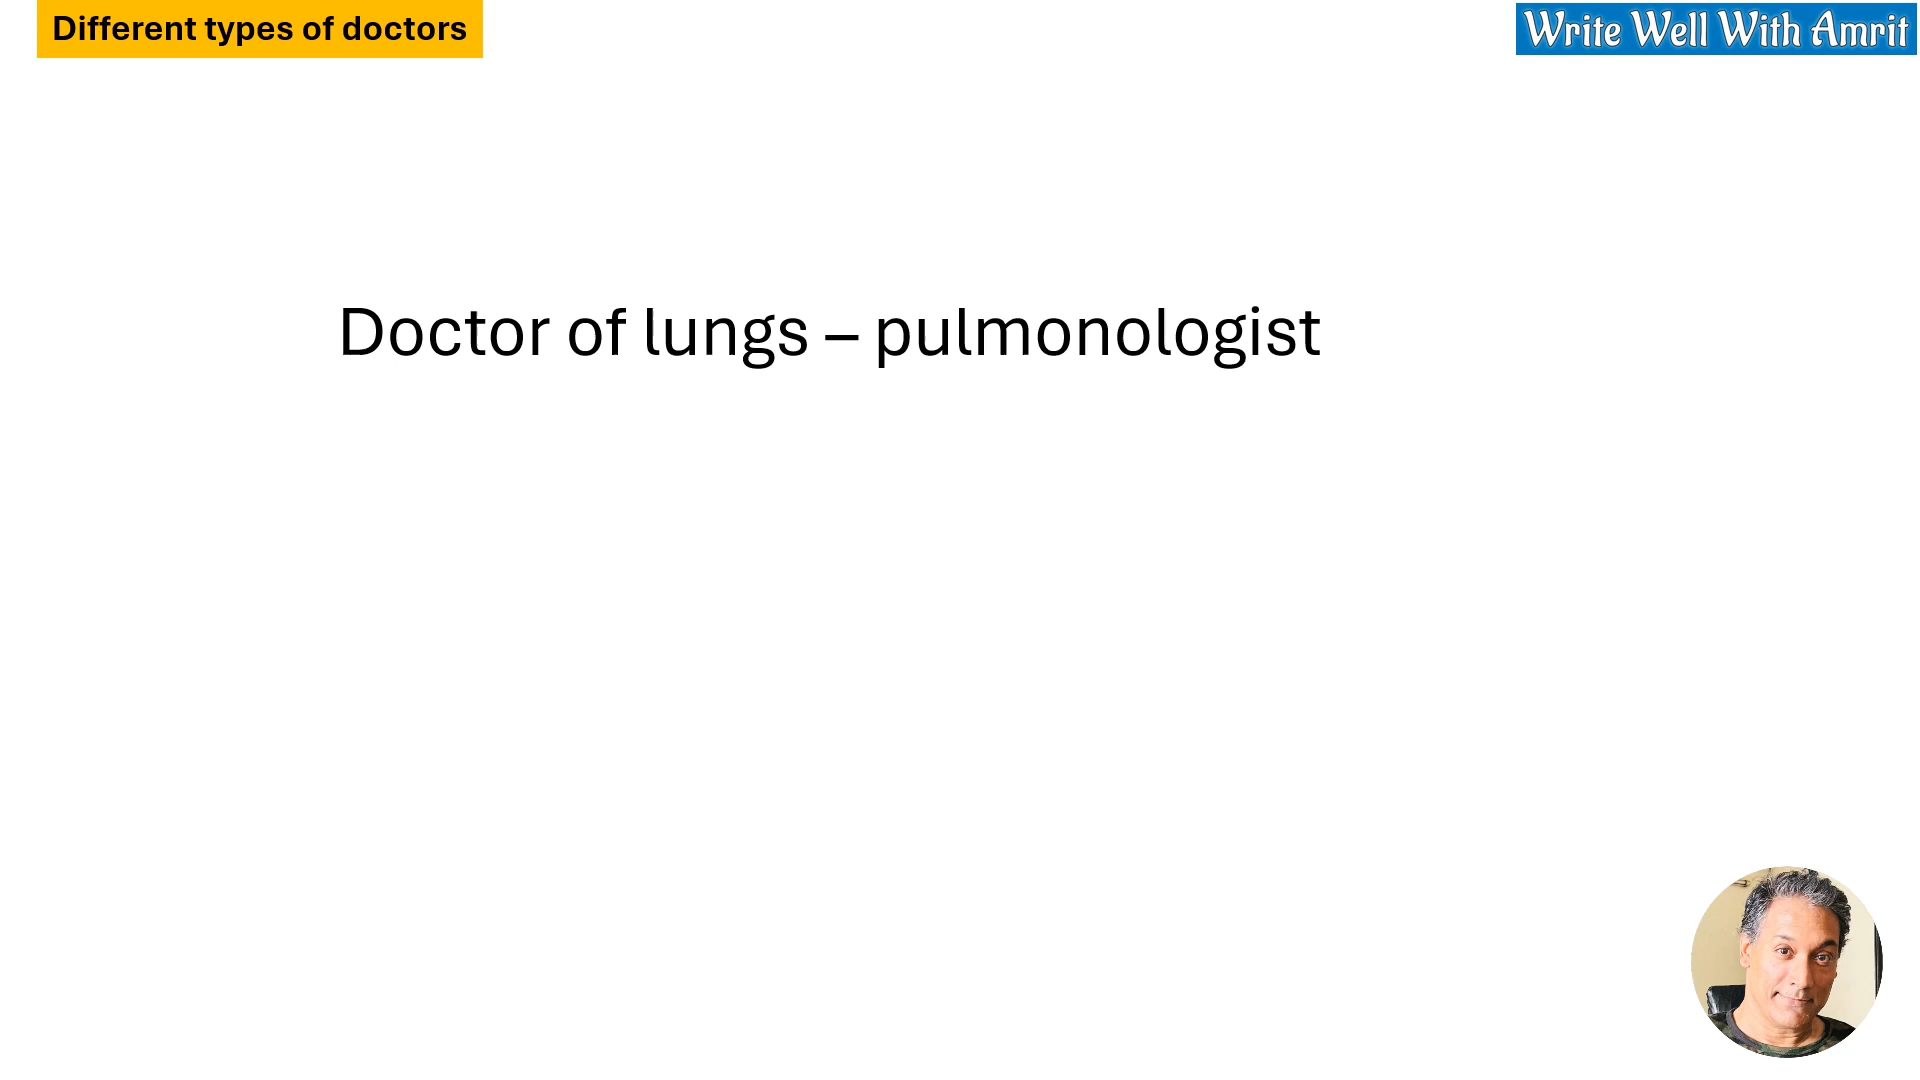 Different types of doctors
Write Well With Amrit
Doctor of lungs – pulmonologist